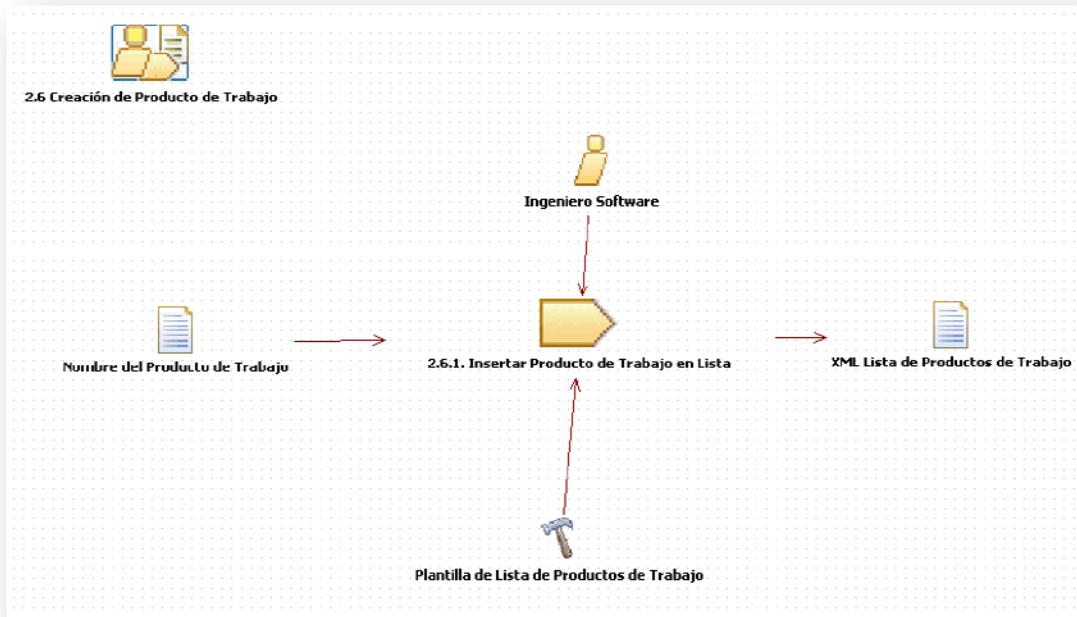 2.6 Creación de Producto de Trabajo
Ingeniero Software
Nombre del Producto de Trabajo
2.6.1. Insertar Producto de Trabajo en Lista
XML Lista de Productos de Trabajo
Plantilla de Lista de Productos de Trabajo